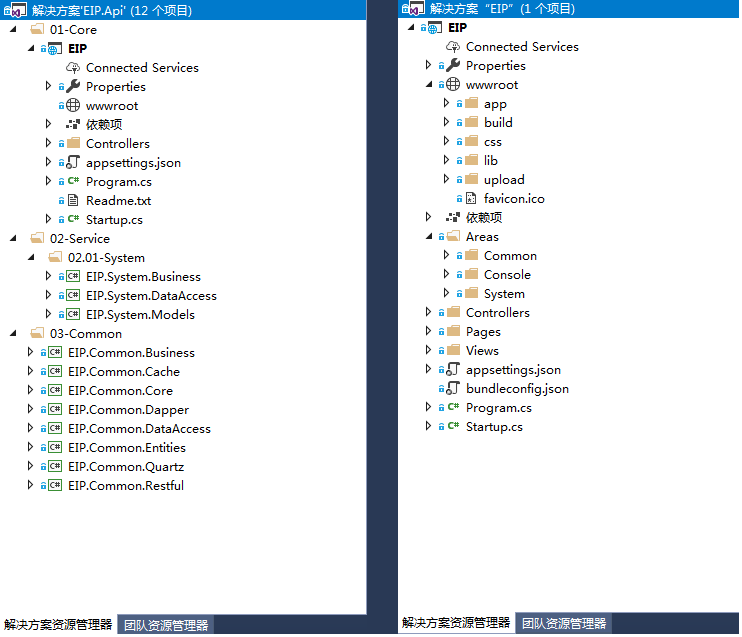 解决方案'EIP.Api' (12 个项目)
01-Core
EIP
Connected Services
Properties
wwwroot
依赖项
Controllers
appsettings.json
C# Program.cs
Readme.txt
C# Startup.cs
02-Service
02.01-System
C# EIP.System.Business
C# EIP.System.DataAccess
C# EIP.System.Models
03-Common
C# EIP.Common.Business
C# EIP.Common.Cache
C# EIP.Common.Core
C# EIP.Common.Dapper
C# EIP.Common.DataAccess
C# EIP.Common.Entities
C# EIP.Common.Quartz
C# EIP.Common.Restful
解决方案资源管理器 团队资源管理器
解决方案 “EIP” (1 个项目)
EIP
Connected Services
Properties
wwwroot
app
build
css
lib
upload
favicon.ico
依赖项
Areas
Common
Console
System
Controllers
Pages
Views
appsettings.json
bundleconfig.json
C# Program.cs
C# Startup.cs
解决方案资源管理器 团队资源管理器